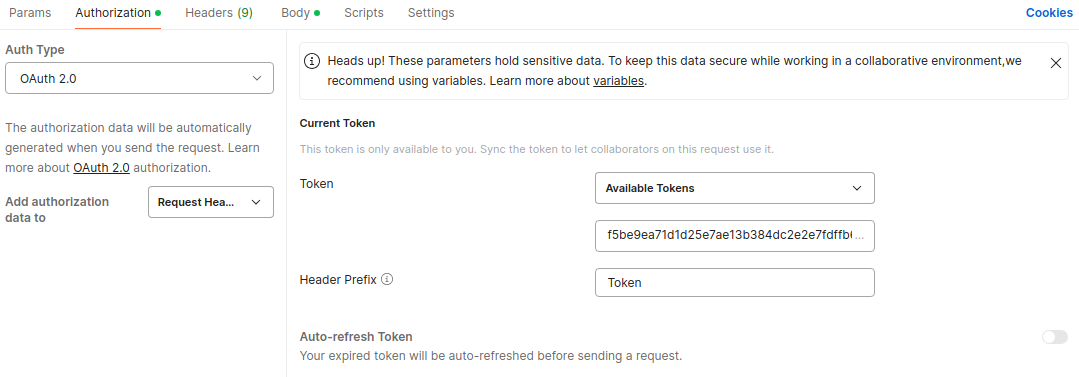 Params Authorization Headers (9) Body Scripts Settings Cookies
Auth Type
OAuth 2.0
The authorization data will be automatically
generated when you send the request. Learn
more about OAuth 2.0 authorization.
Add authorization
data to
Request Hea...
Heads up! These parameters hold sensitive data. To keep this data secure while working in a collaborative environment,we
recommend using variables. Learn more about variables.
Current Token
This token is only available to you. Sync the token to let collaborators on this request use it.
Token
Available Tokens
f5be9ea71d1d25e7ae13b384dc2e2e7fdffb...
Header Prefix
Token
Auto-refresh Token
Your expired token will be auto-refreshed before sending a request.